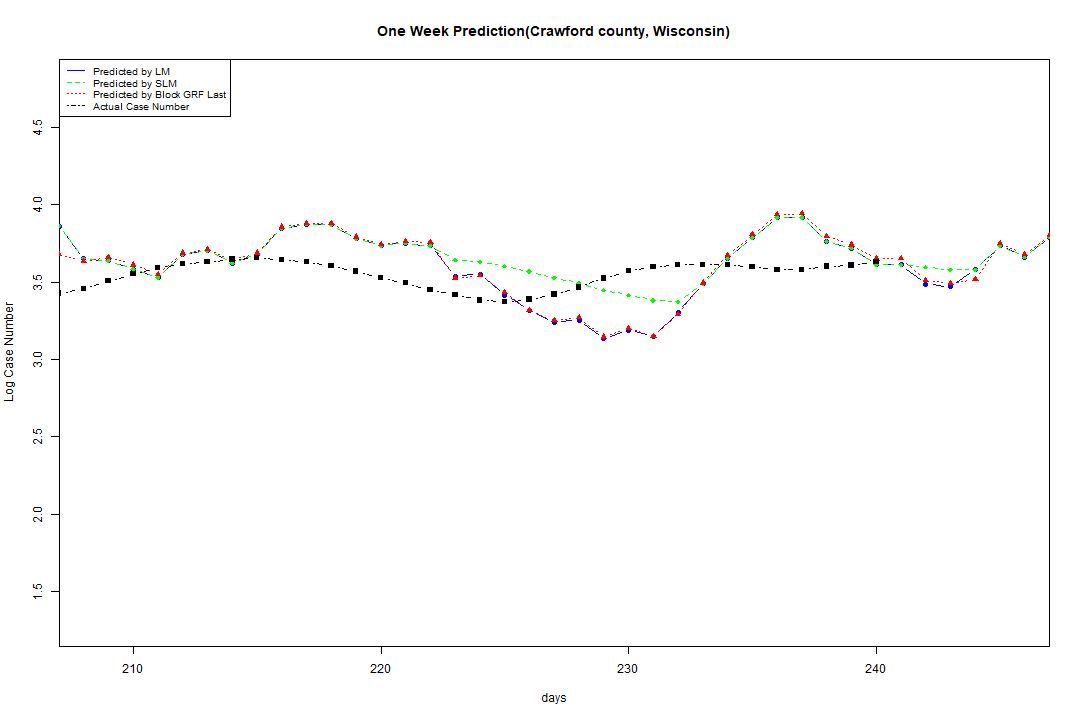 One Week Prediction(Crawford county, Wisconsin)
Predicted by LM
Predicted by SLM
Predicted by Block GRF Last
Actual Case Number
4.5
4.0
3.5
3.0
2.5
2.0
1.5
Log Case Number
210 220 230 240
days